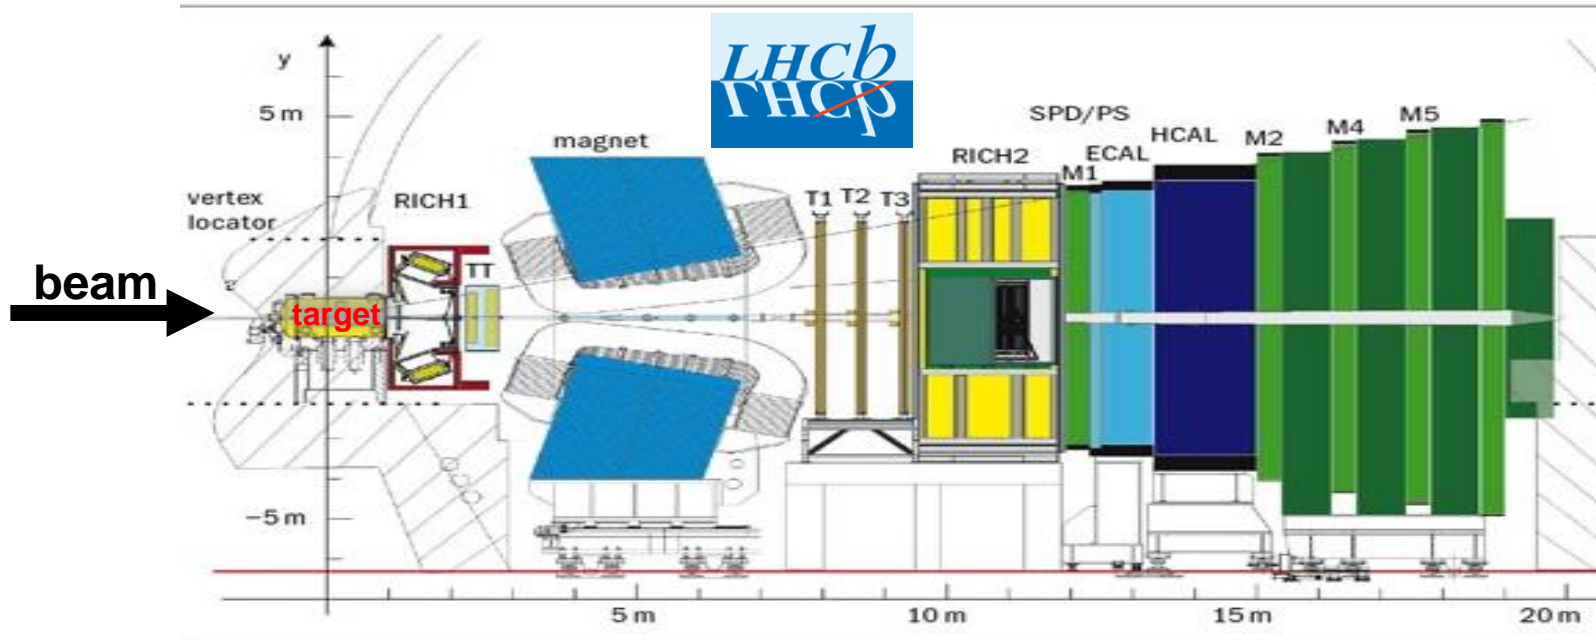 LHCb
LHCb
y
5 m
magnet
SPD/PS
HCAL
M2
M4
M5
RICH2
ECAL
M1
vertex
locator
RICH1
T1
T2
T3
TT
beam
target
−5 m
5 m
10 m
15 m
20 m